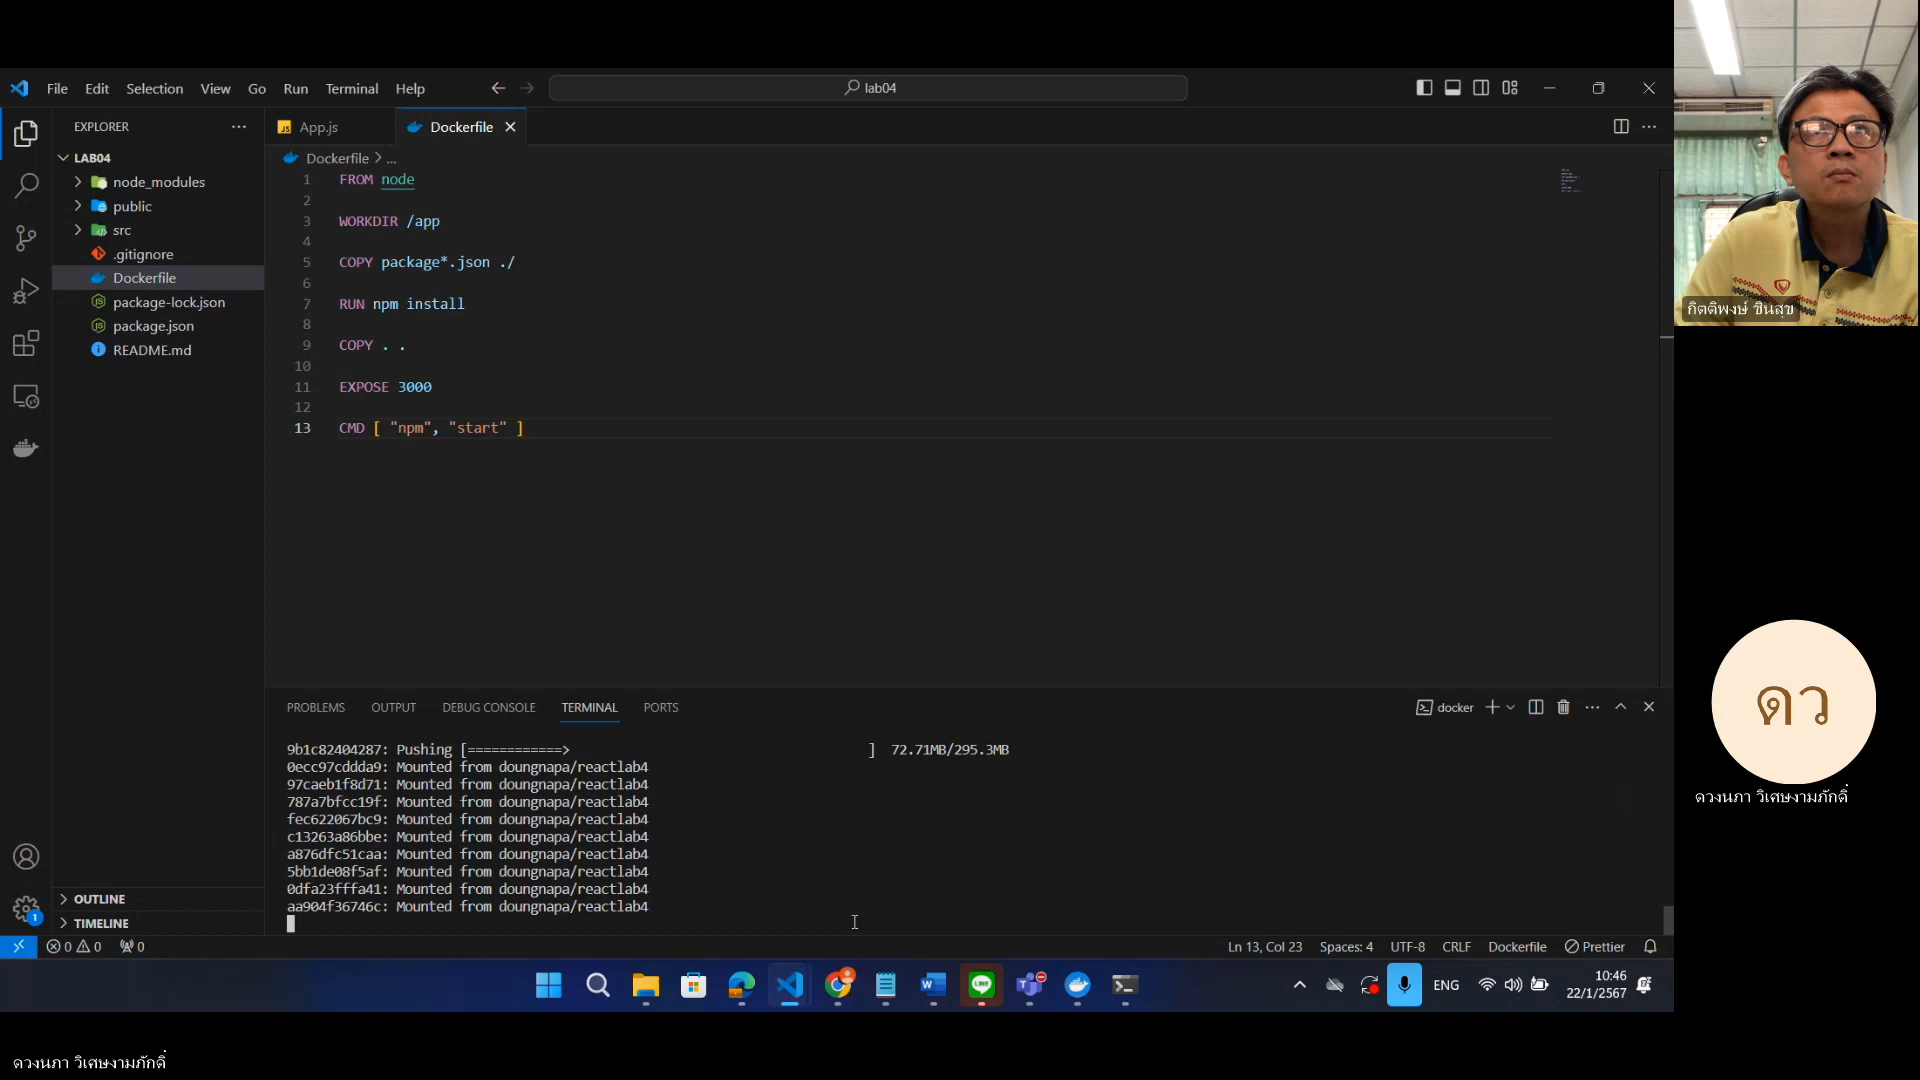 File Edit Selection View Go Run Terminal Help
lab04
EXPLORER
App.js
Dockerfile
LAB04
node_modules
public
src
.gitignore
Dockerfile
package-lock.json
package.json
README.md
Dockerfile > ...
1 FROM node
2
3 WORKDIR /app
4
5 COPY package*.json ./
6
7 RUN npm install
8
9 COPY . .
10
11 EXPOSE 3000
12
13 CMD [ "npm", "start" ]
กิตติพงษ์ ชินสุข
PROBLEMS OUTPUT DEBUG CONSOLE TERMINAL PORTS
docker
9b1c82404287: Pushing [============> ] 72.71MB/295.3MB
0ecc97cddda9: Mounted from doungnapa/reactlab4
97caeb1f8d71: Mounted from doungnapa/reactlab4
787a7bfcc19f: Mounted from doungnapa/reactlab4
fec622067bc9: Mounted from doungnapa/reactlab4
c13263a86bbe: Mounted from doungnapa/reactlab4
a876dfc51caa: Mounted from doungnapa/reactlab4
5bb1de08f5af: Mounted from doungnapa/reactlab4
0dfa23fffa41: Mounted from doungnapa/reactlab4
aa904f36746c: Mounted from doungnapa/reactlab4
OUTLINE
TIMELINE
1
0 0 0
Ln 13, Col 23 Spaces: 4 UTF-8 CRLF Dockerfile Prettier
ENG
10:46
22/1/2567
ดว
ดวงนภา วิเศษงามภักดิ์
ดวงนภา วิเศษงามภักดิ์